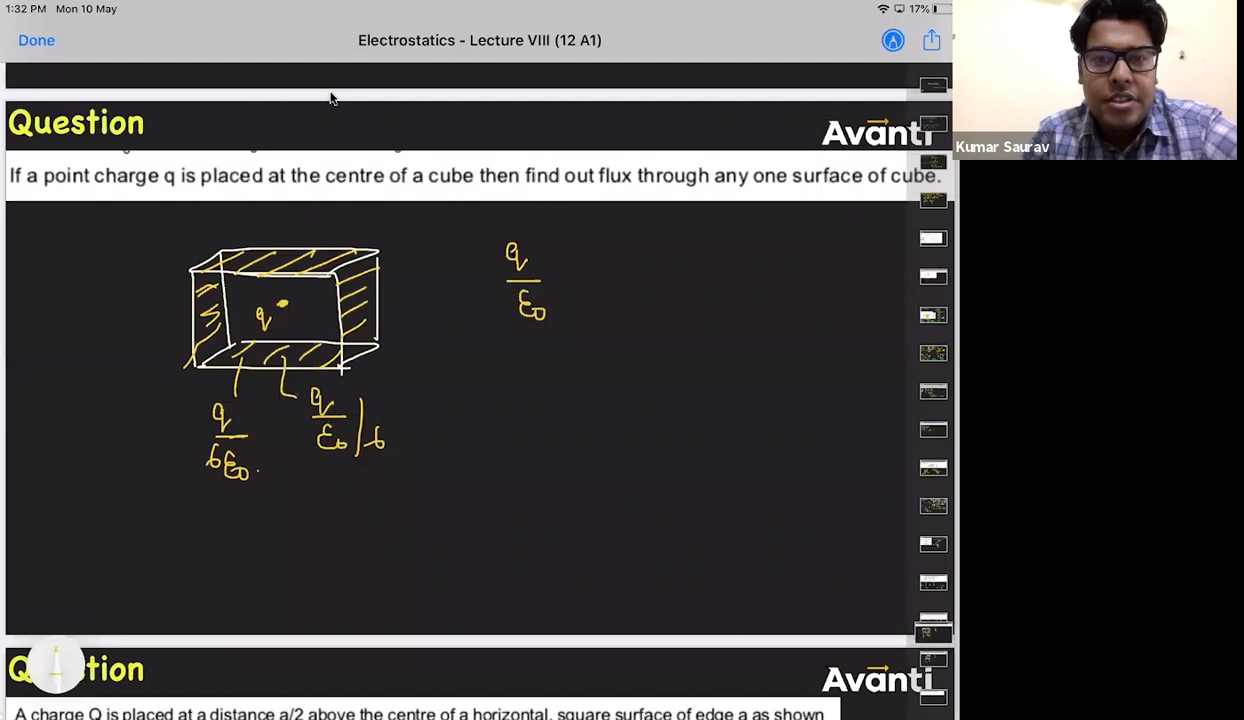 1:32 PM Mon 10 May
17%
Done
Electrostatics - Lecture VIII (12 A1)
Question
Avanti
Kumar Saurav
If a point charge q is placed at the centre of a cube then find out flux through any one surface of cube.
q
ε0
q
q
6ε0
q
ε0 | 6
Question
Avanti
A charge Q is placed at a distance a/2 above the centre of a horizontal, square surface of edge a as shown